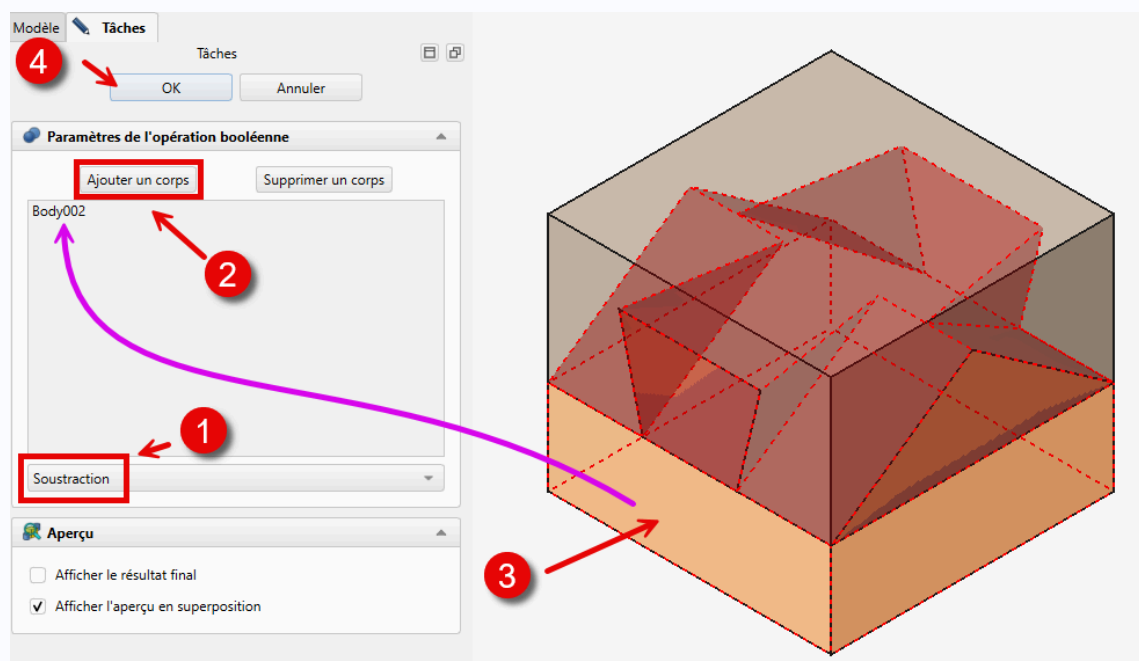 Modèle Tâches
Tâches
4
OK Annuler
Paramètres de l'opération booléenne
Ajouter un corps Supprimer un corps
Body002
2
1
Soustraction
Aperçu
3
Afficher le résultat final
Afficher l'aperçu en superposition